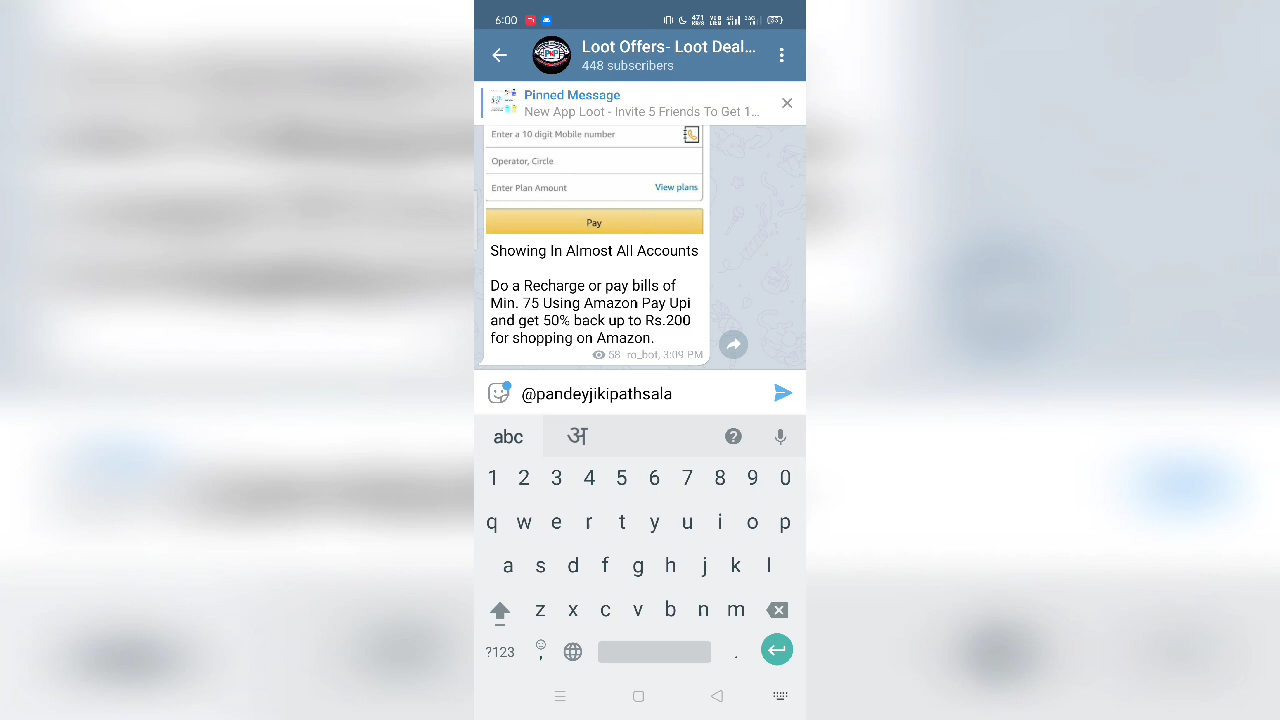 6:00 471 KB/S
Loot Offers- Loot Deal...
448 subscribers
Pinned Message
New App Loot - Invite 5 Friends To Get 1...
Enter a 10 digit Mobile number
Operator, Circle
Enter Plan Amount View plans
Pay
Showing In Almost All Accounts
Do a Recharge or pay bills of
Min. 75 Using Amazon Pay Upi
and get 50% back up to Rs.200
for shopping on Amazon.
58 ro_bot, 3:09 PM
@pandeyjikipathsala
abc अ
1 2 3 4 5 6 7 8 9 0
q w e r t y u i o p
a s d f g h j k l
z x c v b n m
?123 , .